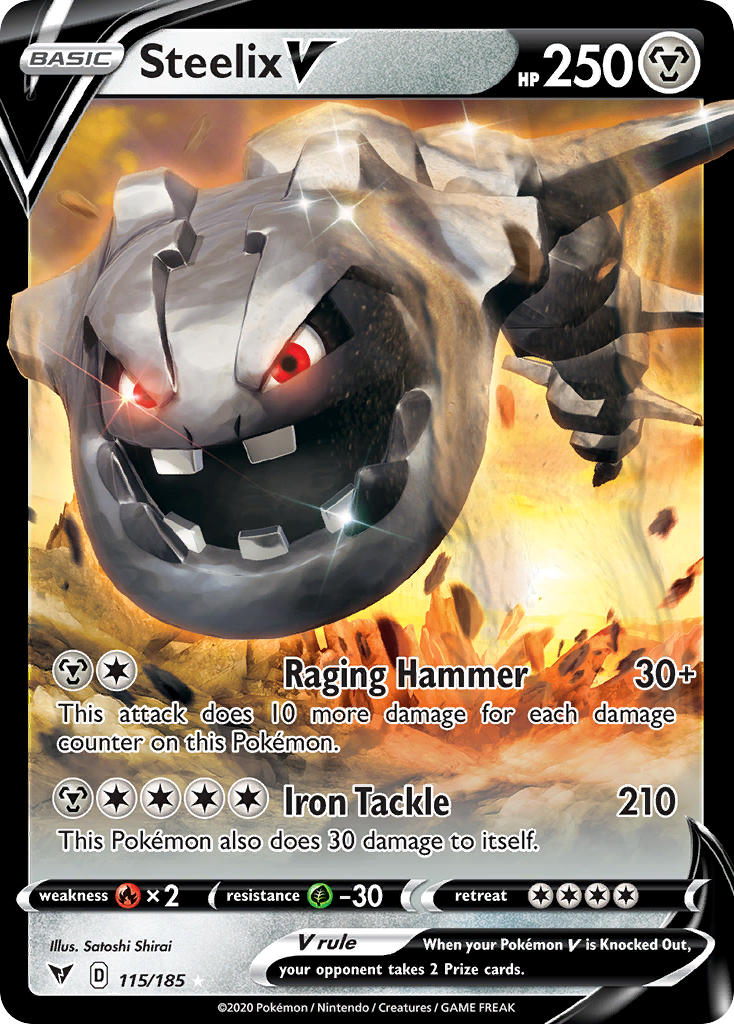 BASIC Steelix V HP 250
Raging Hammer 30+
This attack does 10 more damage for each damage
counter on this Pokémon.
Iron Tackle 210
This Pokémon also does 30 damage to itself.
weakness ×2 resistance -30 retreat
Illus. Satoshi Shirai
V rule When your Pokémon V is Knocked Out,
your opponent takes 2 Prize cards.
D 115/185
©2020 Pokémon / Nintendo / Creatures / GAME FREAK